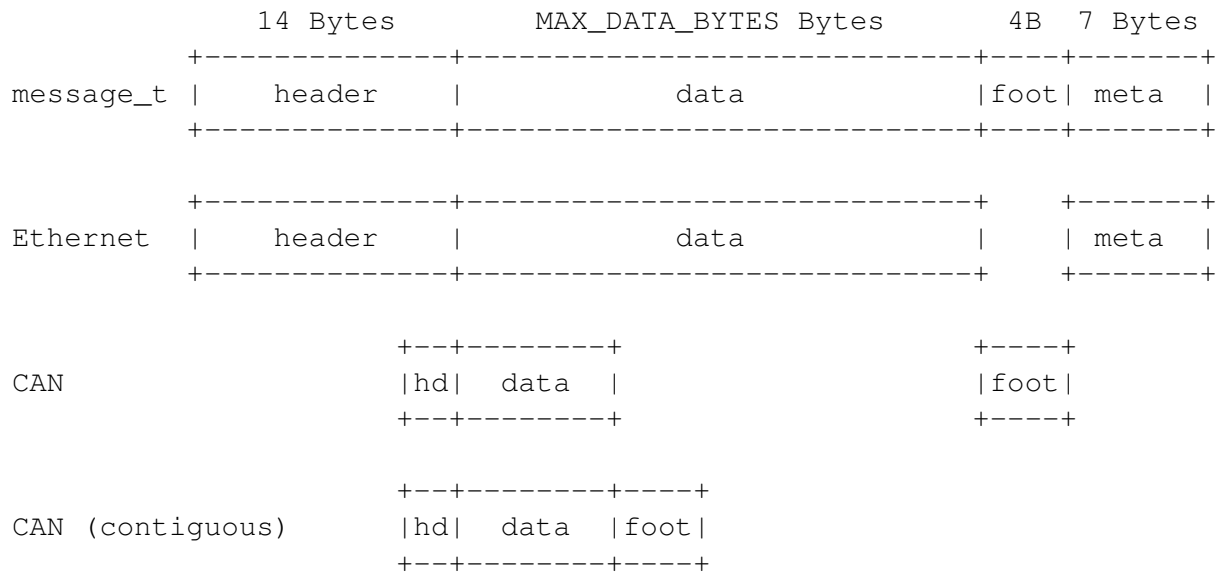 14 Bytes        MAX_DATA_BYTES Bytes       4B  7 Bytes
          +--------------+-----------------------------+----+-------+
message_t |    header    |            data             |foot| meta  |
          +--------------+-----------------------------+----+-------+

          +--------------+-----------------------------+    +-------+
Ethernet  |    header    |            data             |    | meta  |
          +--------------+-----------------------------+    +-------+

                      +--+--------+                    +----+
CAN                   |hd|  data  |                    |foot|
                      +--+--------+                    +----+

                      +--+--------+----+
CAN (contiguous)      |hd|  data  |foot|
                      +--+--------+----+